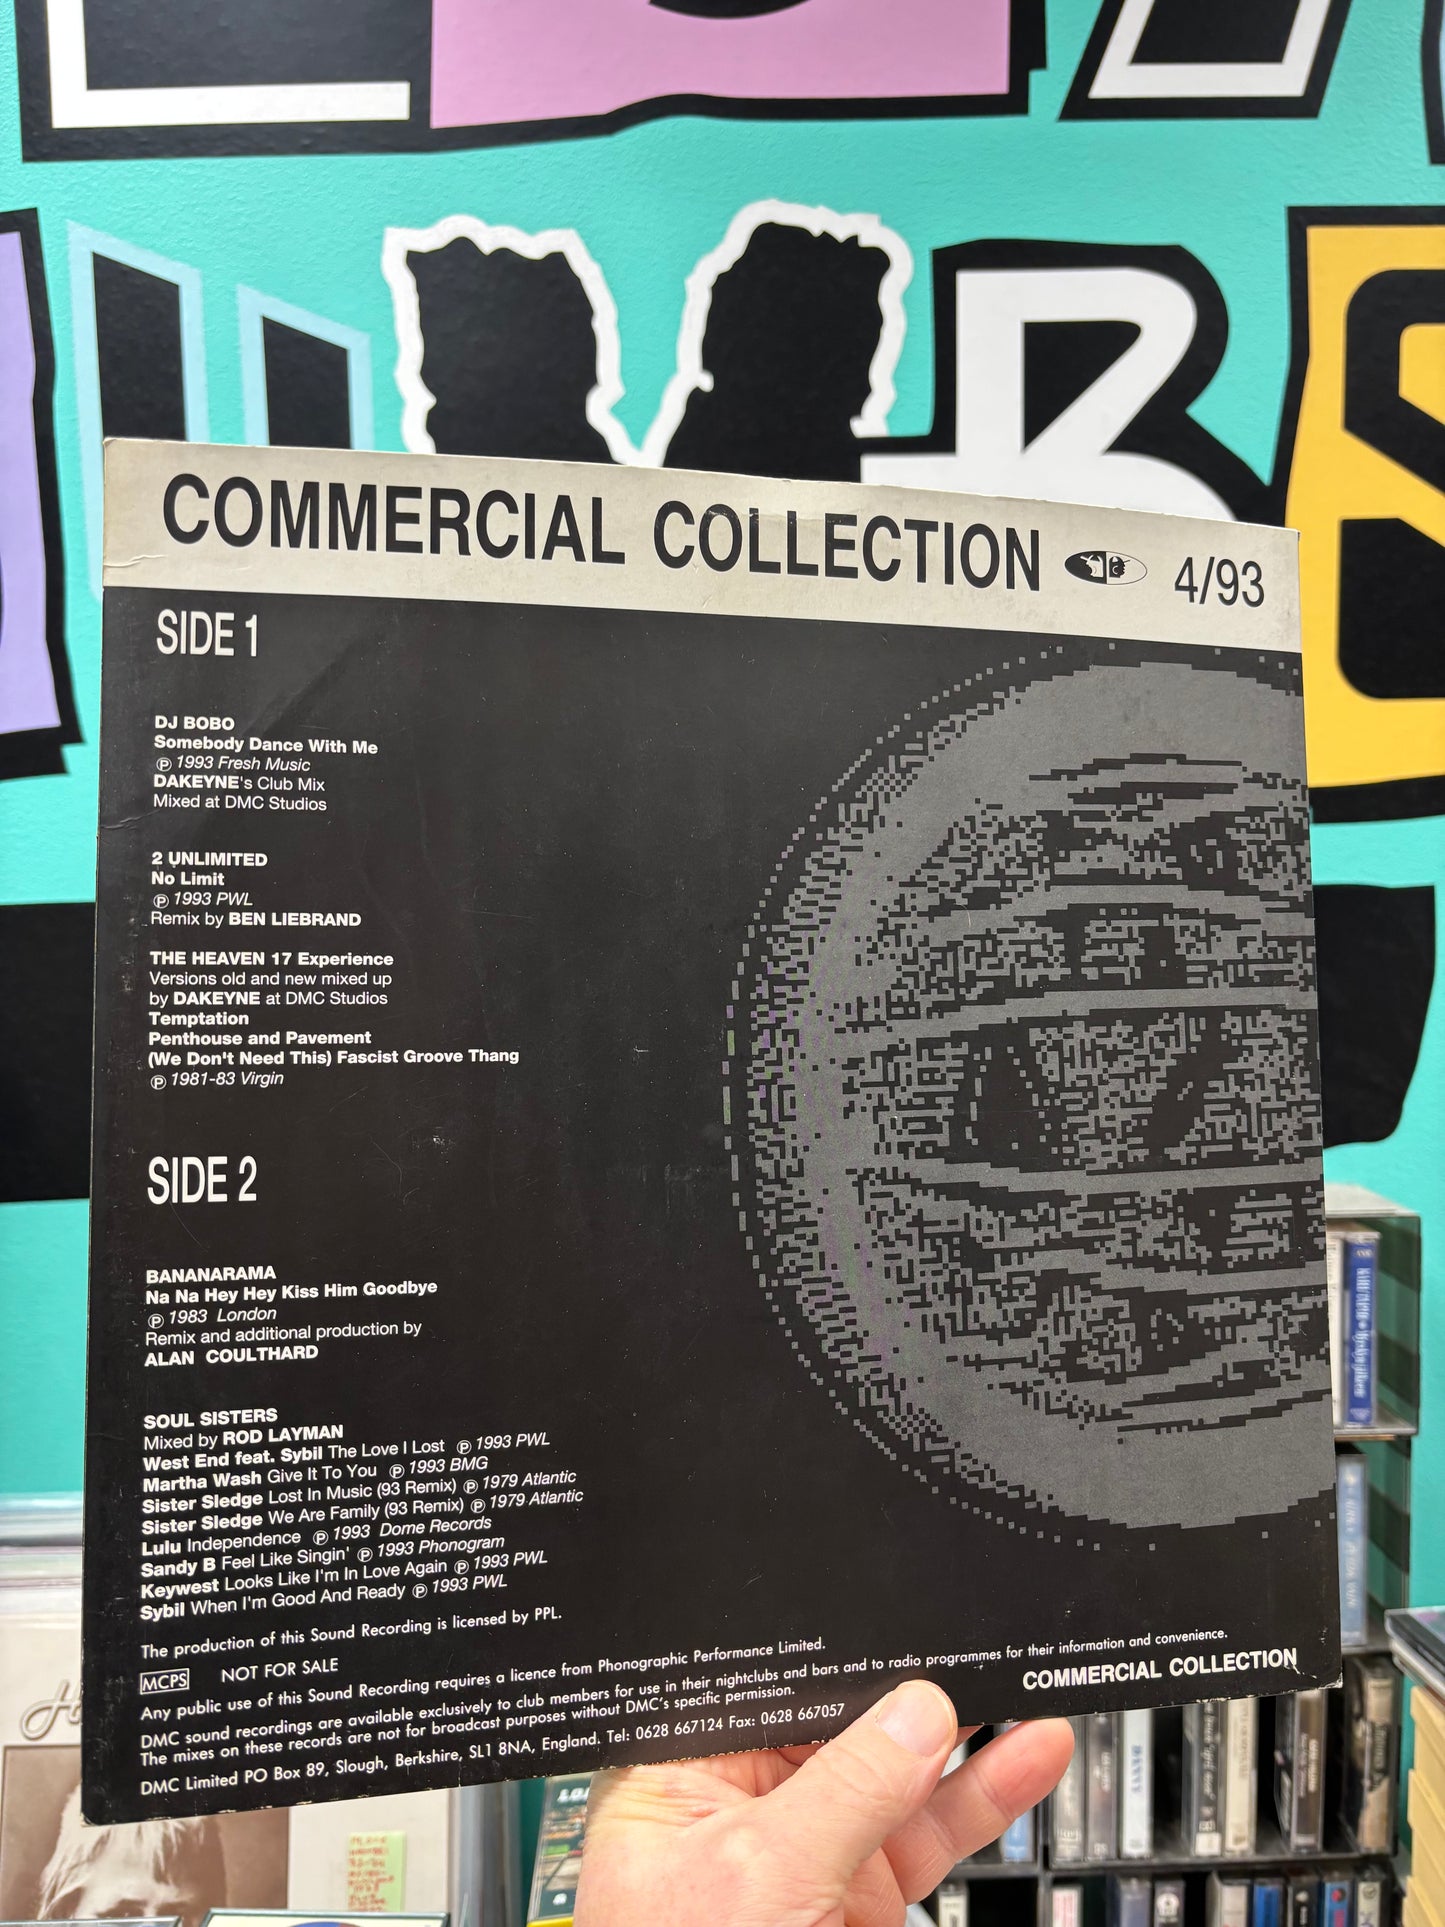 COMMERCIAL COLLECTION 4/93
SIDE 1
DJ BOBO
Somebody Dance With Me
℗ 1993 Fresh Music
DAKEYNE's Club Mix
Mixed at DMC Studios
2 UNLIMITED
No Limit
℗ 1993 PWL
Remix by BEN LIEBRAND
THE HEAVEN 17 Experience
Versions old and new mixed up
by DAKEYNE at DMC Studios
Temptation
Penthouse and Pavement
(We Don't Need This) Fascist Groove Thang
℗ 1981-83 Virgin
SIDE 2
BANANARAMA
Na Na Hey Hey Kiss Him Goodbye
℗ 1983 London
Remix and additional production by
ALAN COULTHARD
SOUL SISTERS
Mixed by ROD LAYMAN
West End feat. Sybil The Love I Lost ℗ 1993 PWL
Martha Wash Give It To You ℗ 1993 BMG
Sister Sledge Lost In Music (93 Remix) ℗ 1979 Atlantic
Sister Sledge We Are Family (93 Remix) ℗ 1979 Atlantic
Lulu Independence ℗ 1993 Dome Records
Sandy B Feel Like Singin' ℗ 1993 Phonogram
Keywest Looks Like I'm In Love Again ℗ 1993 PWL
Sybil When I'm Good And Ready ℗ 1993 PWL
The production of this Sound Recording is licensed by PPL.
MCPS NOT FOR SALE
Any public use of this Sound Recording requires a licence from Phonographic Performance Limited.
DMC sound recordings are available exclusively to club members for use in their nightclubs and bars and to radio programmes for their information and convenience.
The mixes on these records are not for broadcast purposes without DMC's specific permission.
DMC Limited PO Box 89, Slough, Berkshire, SL1 8NA, England. Tel: 0628 667124 Fax: 0628 667057
COMMERCIAL COLLECTION